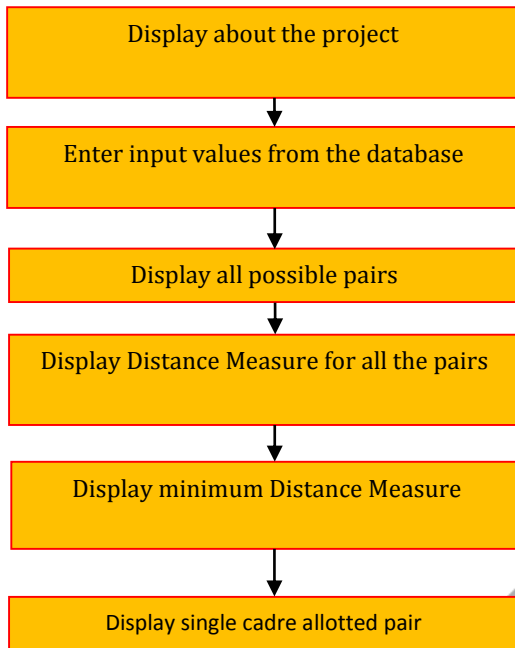 Display about the project
Enter input values from the database
Display all possible pairs
Display Distance Measure for all the pairs
Display minimum Distance Measure
Display single cadre allotted pair